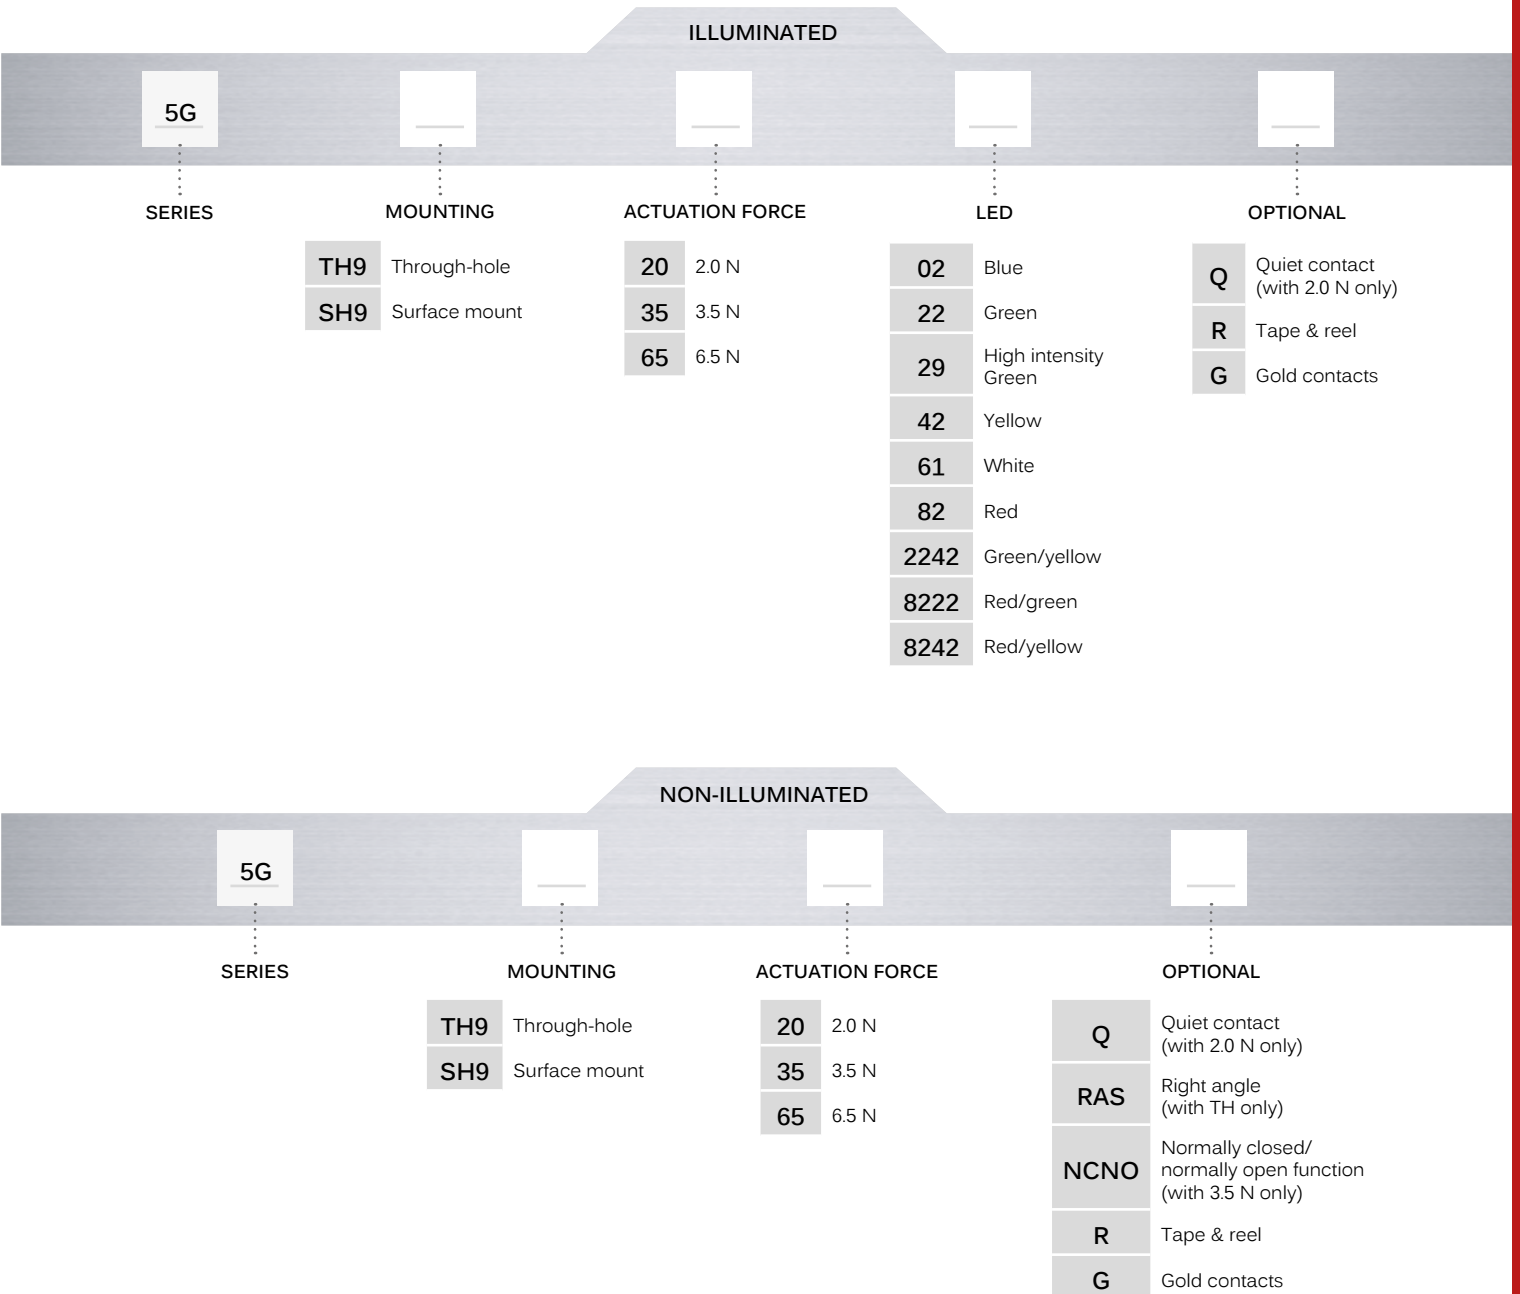 ILLUMINATED
5G
SERIES
MOUNTING
ACTUATION FORCE
LED
OPTIONAL
TH9 Through-hole
SH9 Surface mount
20 2.0 N
35 3.5 N
65 6.5 N
02 Blue
22 Green
29 High intensity
Green
42 Yellow
61 White
82 Red
2242 Green/yellow
8222 Red/green
8242 Red/yellow
Q Quiet contact
(with 2.0 N only)
R Tape & reel
G Gold contacts
NON-ILLUMINATED
5G
SERIES
MOUNTING
ACTUATION FORCE
OPTIONAL
TH9 Through-hole
SH9 Surface mount
20 2.0 N
35 3.5 N
65 6.5 N
Q Quiet contact
(with 2.0 N only)
RAS Right angle
(with TH only)
NCNO Normally closed/
normally open function
(with 3.5 N only)
R Tape & reel
G Gold contacts